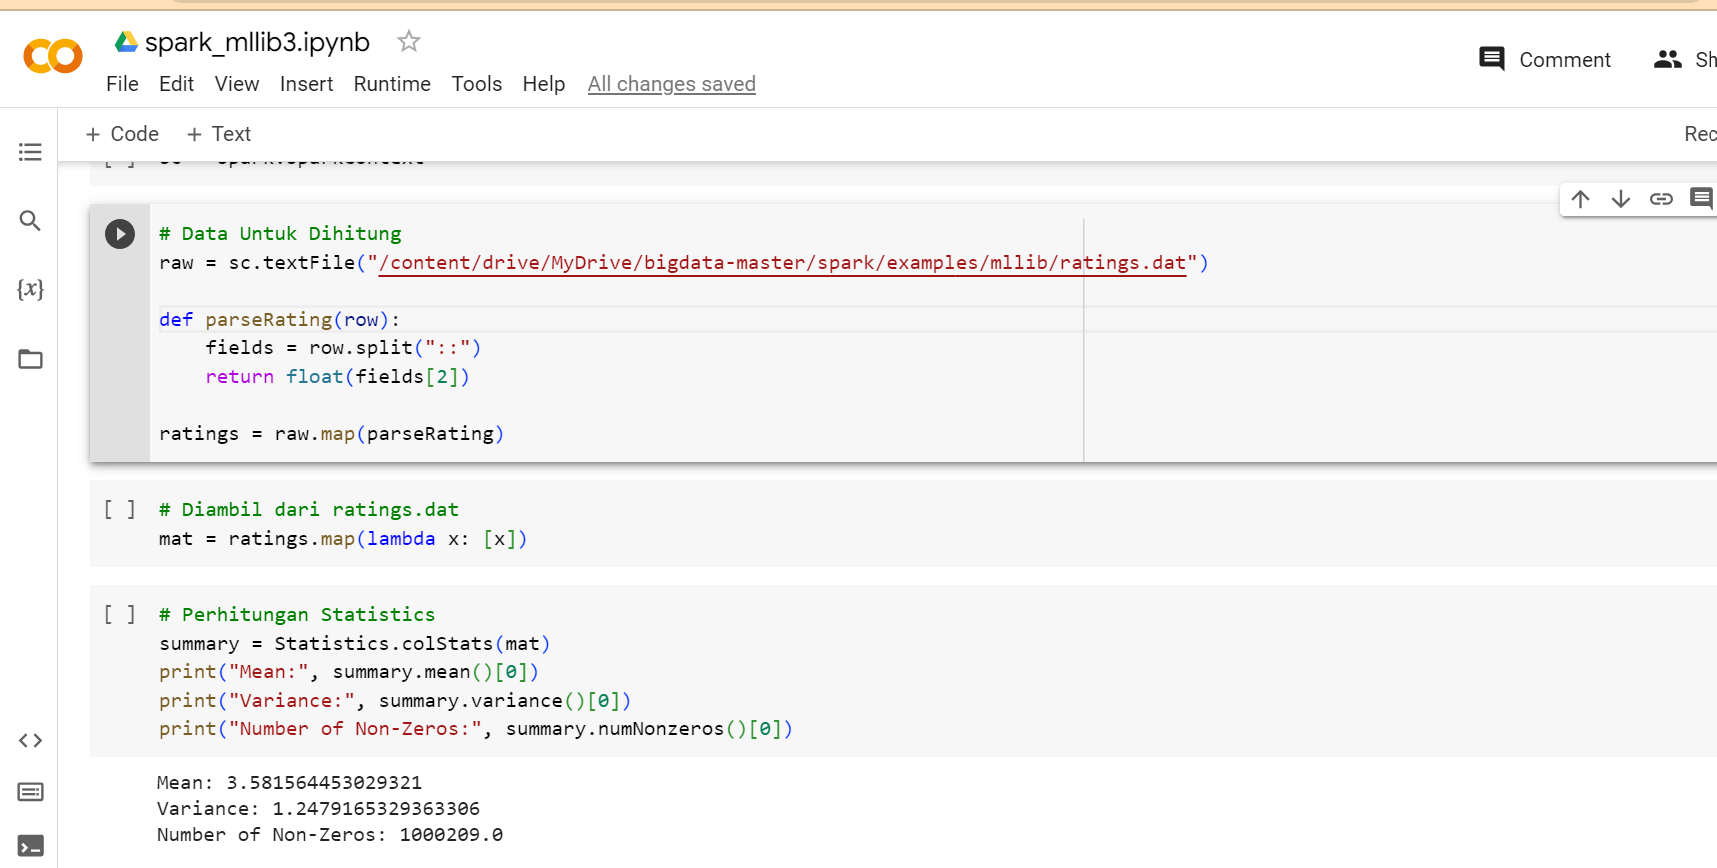 spark_mllib3.ipynb
File Edit View Insert Runtime Tools Help All changes saved
Comment
Sh
+ Code + Text
Rec
[ ] sc = spark.sparkContext
# Data Untuk Dihitung
raw = sc.textFile("/content/drive/MyDrive/bigdata-master/spark/examples/mllib/ratings.dat")
def parseRating(row):
    fields = row.split("::")
    return float(fields[2])
ratings = raw.map(parseRating)
[ ] # Diambil dari ratings.dat
mat = ratings.map(lambda x: [x])
[ ] # Perhitungan Statistics
summary = Statistics.colStats(mat)
print("Mean:", summary.mean()[0])
print("Variance:", summary.variance()[0])
print("Number of Non-Zeros:", summary.numNonzeros()[0])
Mean: 3.581564453029321
Variance: 1.2479165329363306
Number of Non-Zeros: 1000209.0